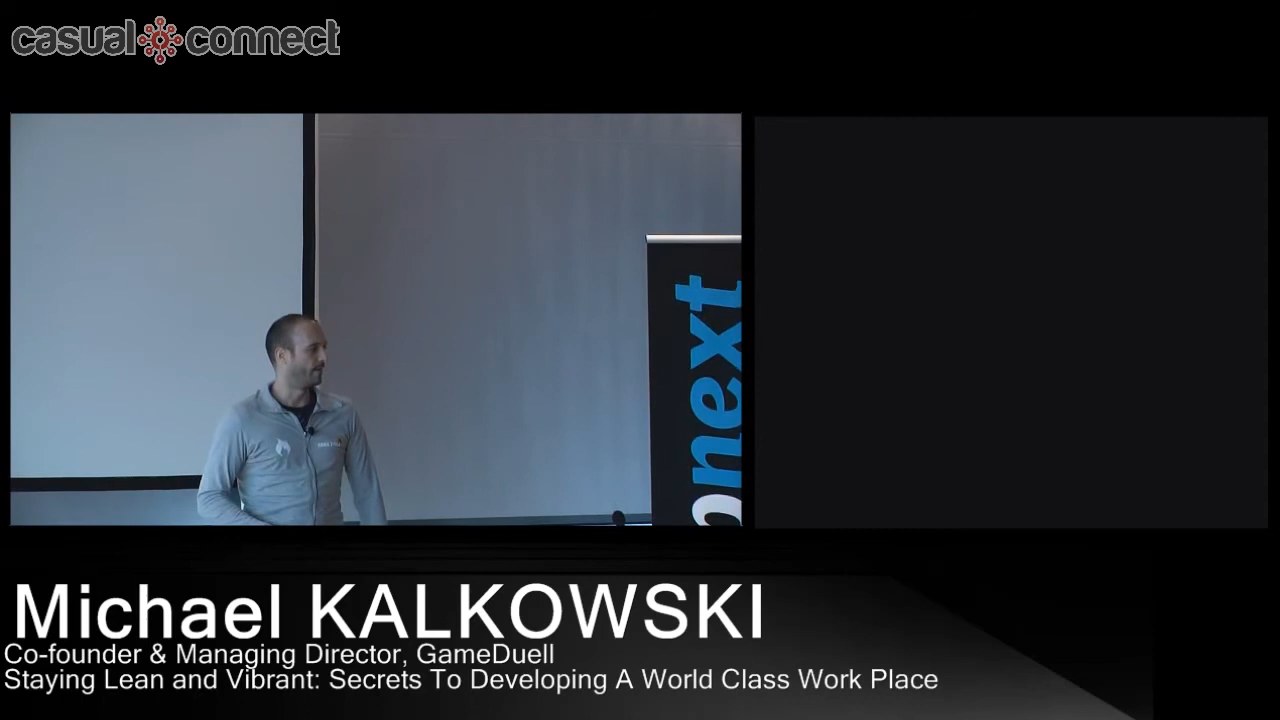 casual connect
next
Michael KALKOWSKI
Co-founder & Managing Director, GameDuell
Staying Lean and Vibrant: Secrets To Developing A World Class Work Place